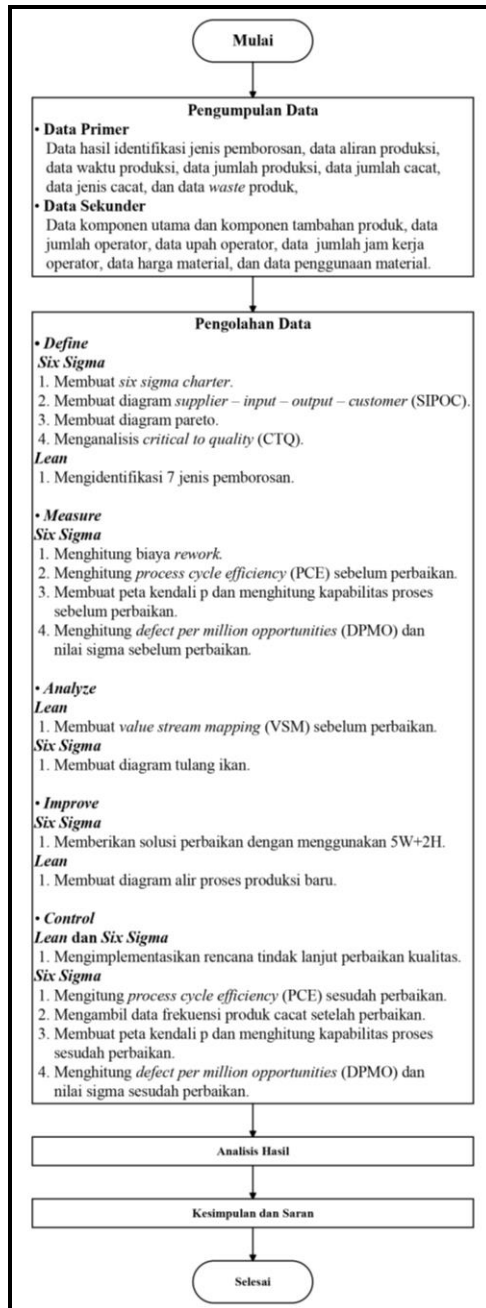 Mulai
Pengumpulan Data
• Data Primer
Data hasil identifikasi jenis pemborosan, data aliran produksi,
data waktu produksi, data jumlah produksi, data jumlah cacat,
data jenis cacat, dan data waste produk,
• Data Sekunder
Data komponen utama dan komponen tambahan produk, data
jumlah operator, data upah operator, data jumlah jam kerja
operator, data harga material, dan data penggunaan material.
Pengolahan Data
• Define
Six Sigma
1. Membuat six sigma charter.
2. Membuat diagram supplier – input – output – customer (SIPOC).
3. Membuat diagram pareto.
4. Menganalisis critical to quality (CTQ).
Lean
1. Mengidentifikasi 7 jenis pemborosan.
• Measure
Six Sigma
1. Menghitung biaya rework.
2. Menghitung process cycle efficiency (PCE) sebelum perbaikan.
3. Membuat peta kendali p dan menghitung kapabilitas proses
sebelum perbaikan.
4. Menghitung defect per million opportunities (DPMO) dan
nilai sigma sebelum perbaikan.
• Analyze
Lean
1. Membuat value stream mapping (VSM) sebelum perbaikan.
Six Sigma
1. Membuat diagram tulang ikan.
• Improve
Six Sigma
1. Memberikan solusi perbaikan dengan menggunakan 5W+2H.
Lean
1. Membuat diagram alir proses produksi baru.
• Control
Lean dan Six Sigma
1. Mengimplementasikan rencana tindak lanjut perbaikan kualitas.
Six Sigma
1. Mengitung process cycle efficiency (PCE) sesudah perbaikan.
2. Mengambil data frekuensi produk cacat setelah perbaikan.
3. Membuat peta kendali p dan menghitung kapabilitas proses
sesudah perbaikan.
4. Menghitung defect per million opportunities (DPMO) dan
nilai sigma sesudah perbaikan.
Analisis Hasil
Kesimpulan dan Saran
Selesai